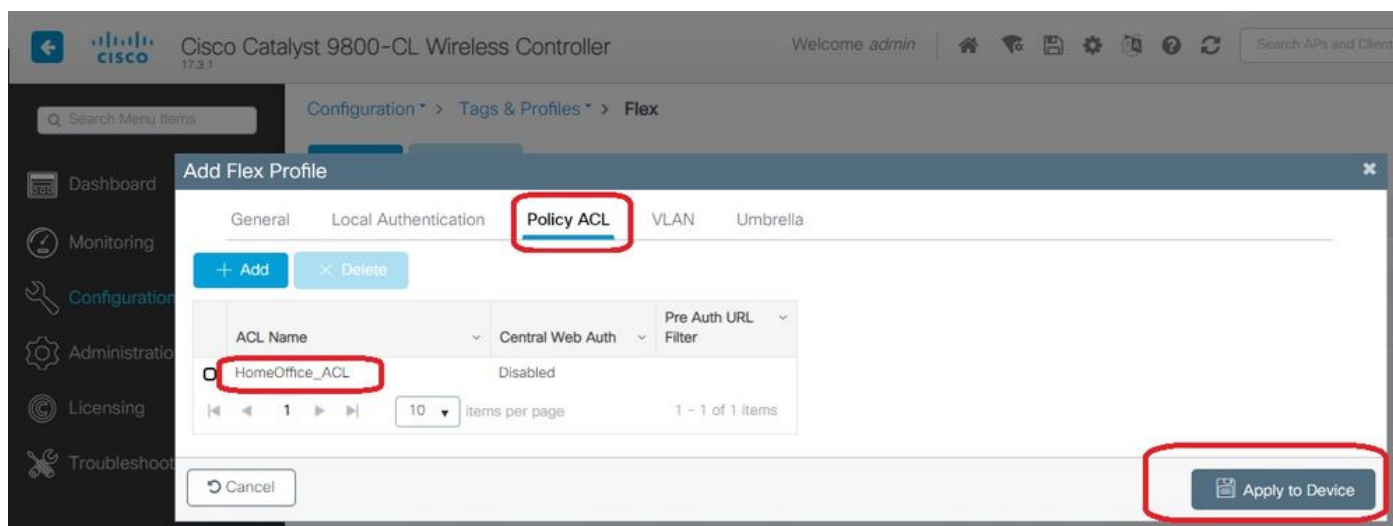 CISCO
Cisco Catalyst 9800-CL Wireless Controller
17.3.1
Welcome admin
Search APs and Client
Search Menu Items
Configuration > Tags & Profiles > Flex
Dashboard
Monitoring
Configuration
Administratio
Licensing
Troubleshoot
Add Flex Profile
General Local Authentication Policy ACL VLAN Umbrella
+ Add × Delete
ACL Name Central Web Auth Pre Auth URL Filter
HomeOffice_ACL Disabled
1 10 items per page 1 - 1 of 1 items
Cancel Apply to Device